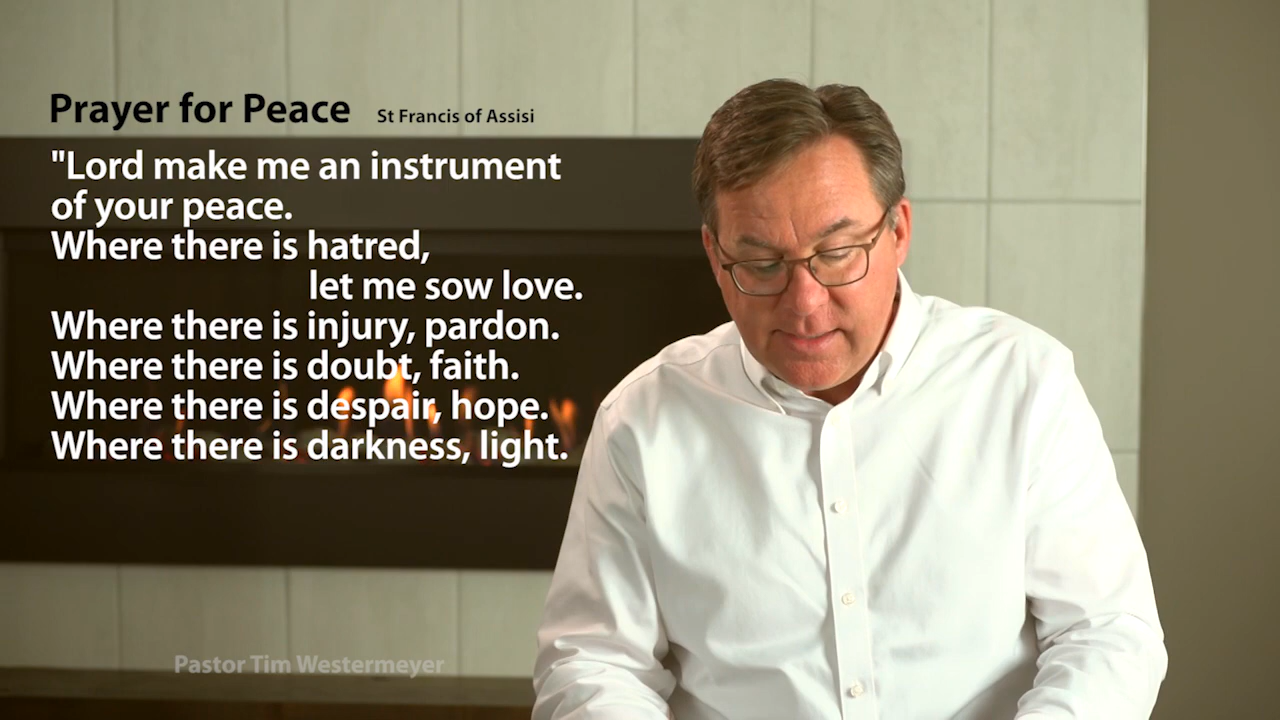 Prayer for Peace St Francis of Assisi
"Lord make me an instrument
of your peace.
Where there is hatred,
let me sow love.
Where there is injury, pardon.
Where there is doubt, faith.
Where there is despair, hope.
Where there is darkness, light.
Pastor Tim Westermeyer